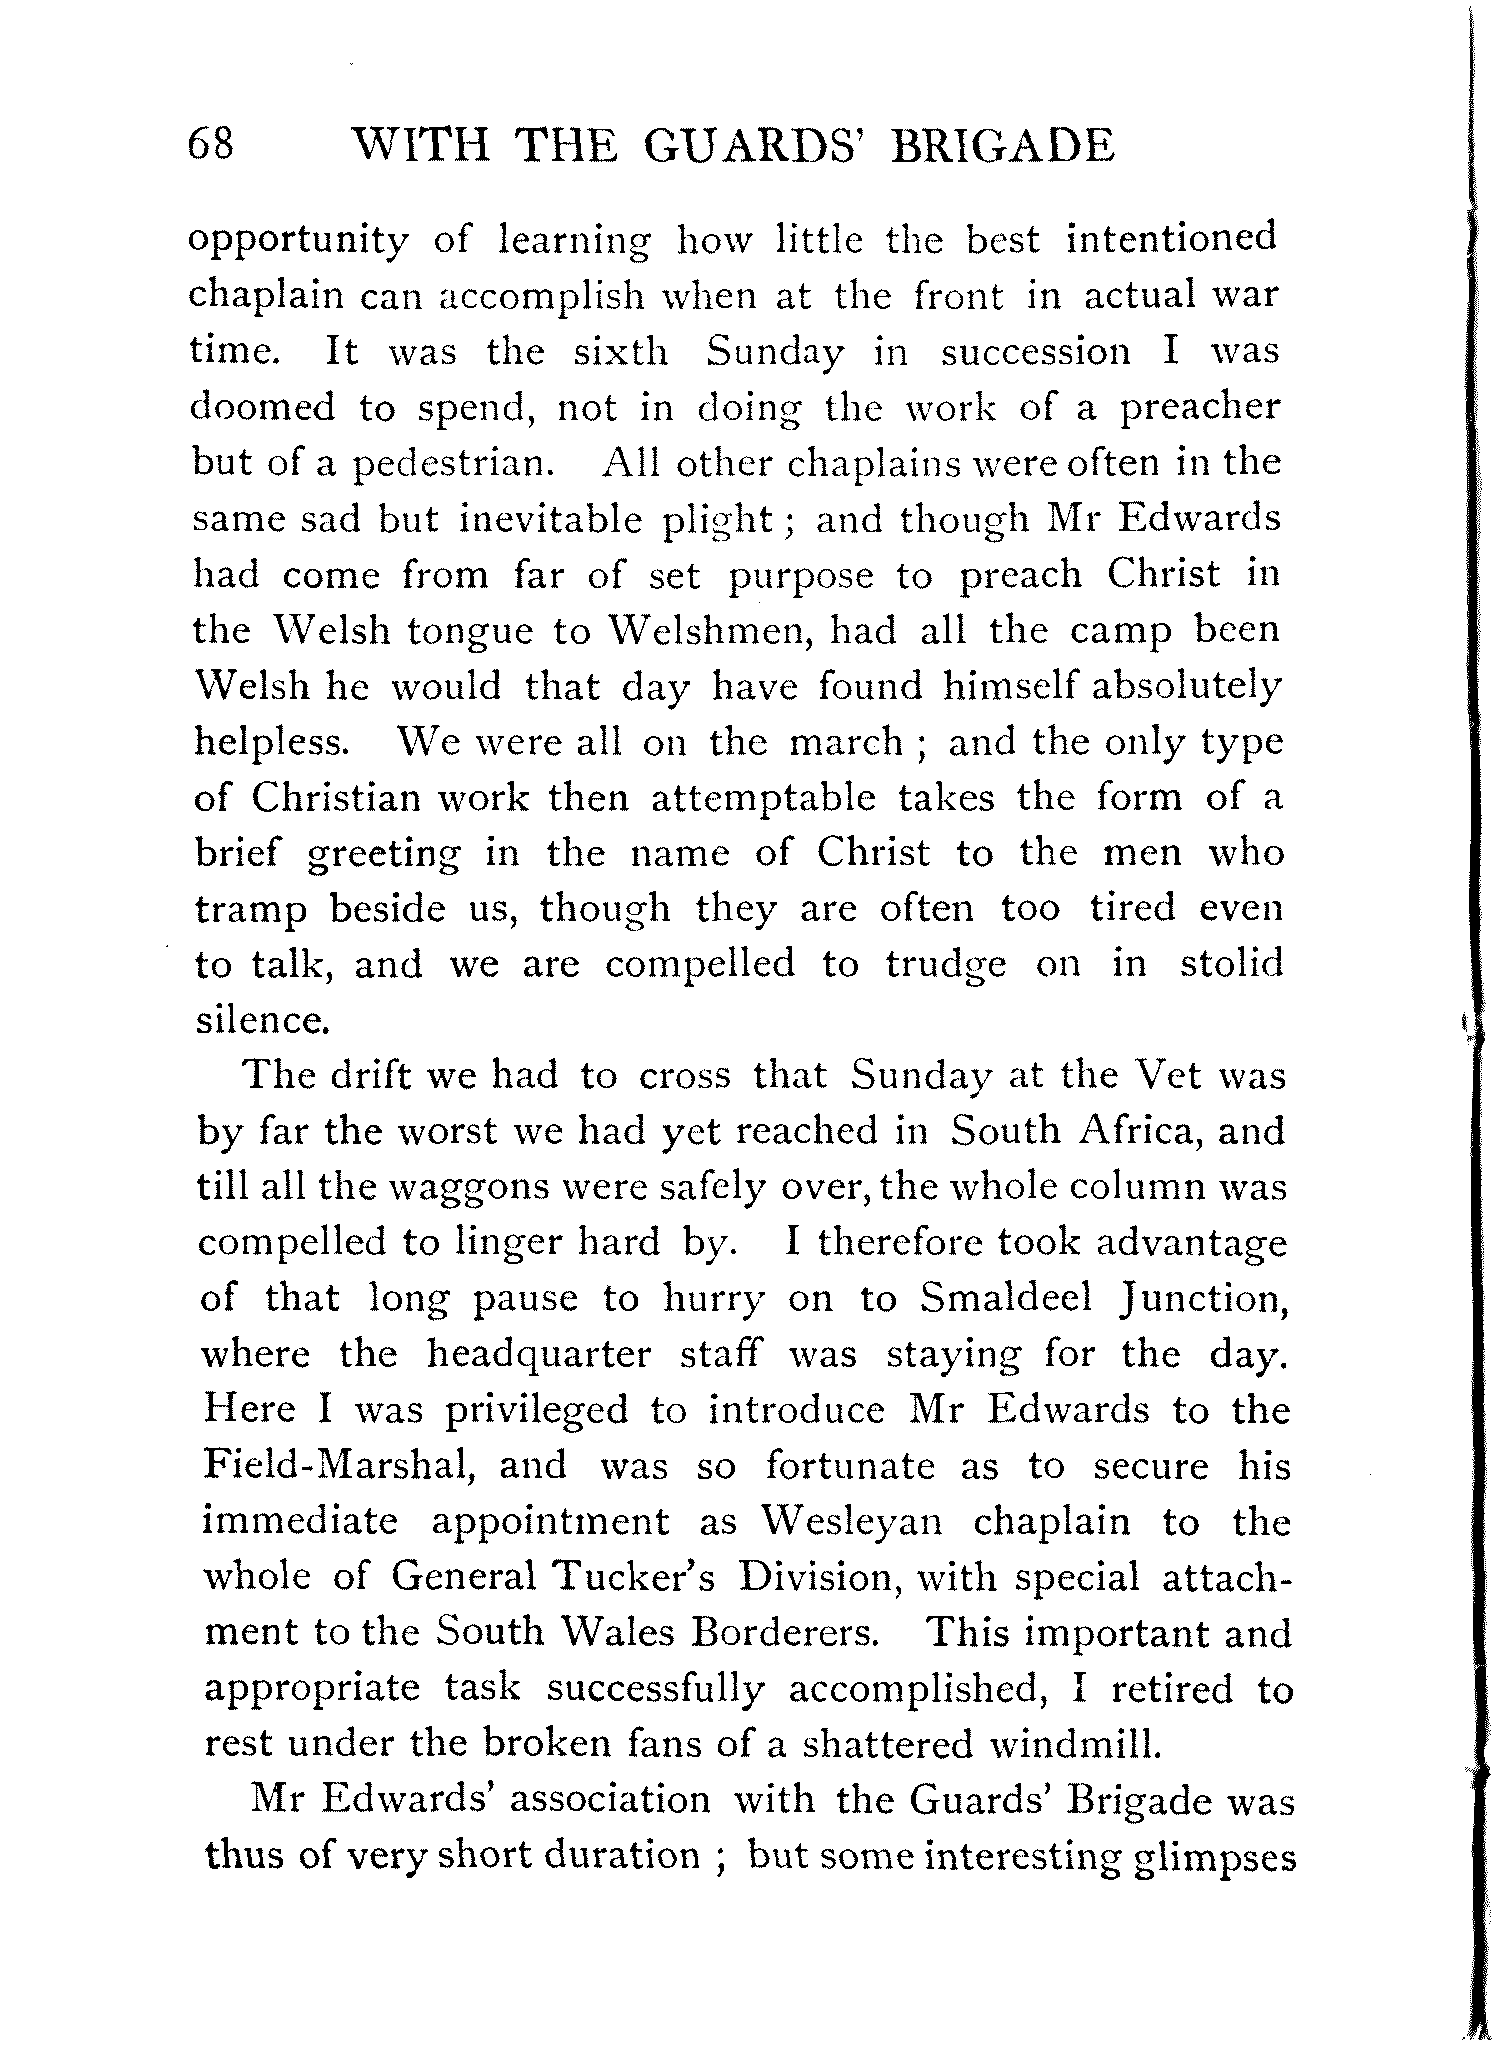 68 WITH THE GUARDS' BRIGADE
opportunity of learning how little the best intentioned
chaplain can accomplish when at the front in actual war
time. It was the sixth Sunday in succession I was
doomed to spend, not in doing the work of a preacher
but of a pedestrian. All other chaplains were often in the
same sad but inevitable plight ; and though Mr Edwards
had come from far of set purpose to preach Christ in
the Welsh tongue to Welshmen, had all the camp been
Welsh he would that day have found himself absolutely
helpless. We were all on the march ; and the only type
of Christian work then attemptable takes the form of a
brief greeting in the name of Christ to the men who
tramp beside us, though they are often too tired even
to talk, and we are compelled to trudge on in stolid
silence.
The drift we had to cross that Sunday at the Vet was
by far the worst we had yet reached in South Africa, and
till all the waggons were safely over, the whole column was
compelled to linger hard by. I therefore took advantage
of that long pause to hurry on to Smaldeel Junction,
where the headquarter staff was staying for the day.
Here I was privileged to introduce Mr Edwards to the
Field-Marshal, and was so fortunate as to secure his
immediate appointment as Wesleyan chaplain to the
whole of General Tucker's Division, with special attach-
ment to the South Wales Borderers. This important and
appropriate task successfully accomplished, I retired to
rest under the broken fans of a shattered windmill.
Mr Edwards' association with the Guards' Brigade was
thus of very short duration ; but some interesting glimpses